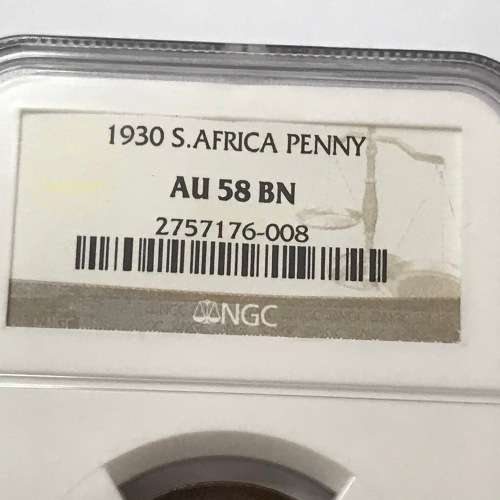 1930 S.AFRICA PENNY
AU 58 BN
2757176-008
NGC